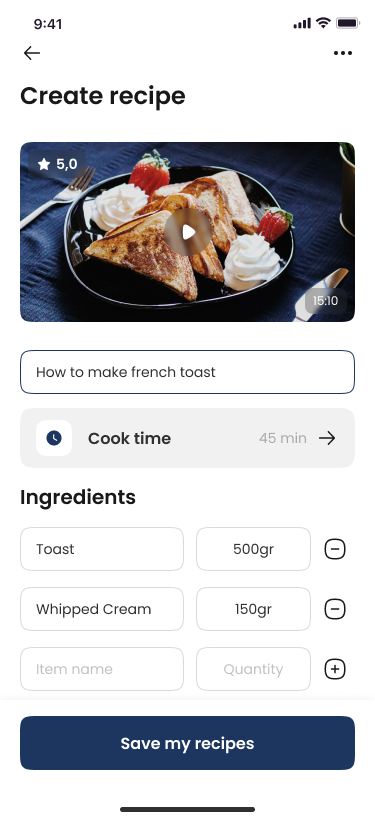 9:41
Create recipe
5,0
15:10
How to make french toast
Cook time 45 min
Ingredients
Toast 500gr
Whipped Cream 150gr
Item name Quantity
Save my recipes